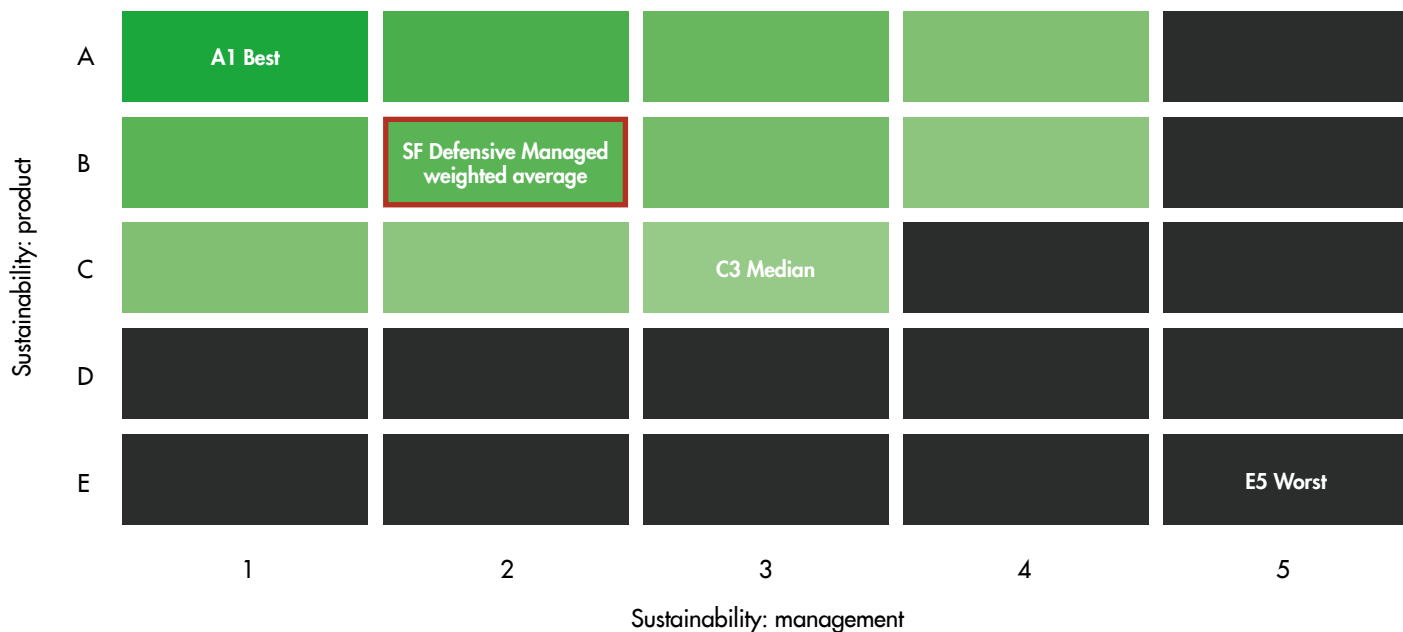 Sustainability: product
A
A1 Best
B
SF Defensive Managed
weighted average
C
C3 Median
D
E
E5 Worst
1
2
3
4
5
Sustainability: management